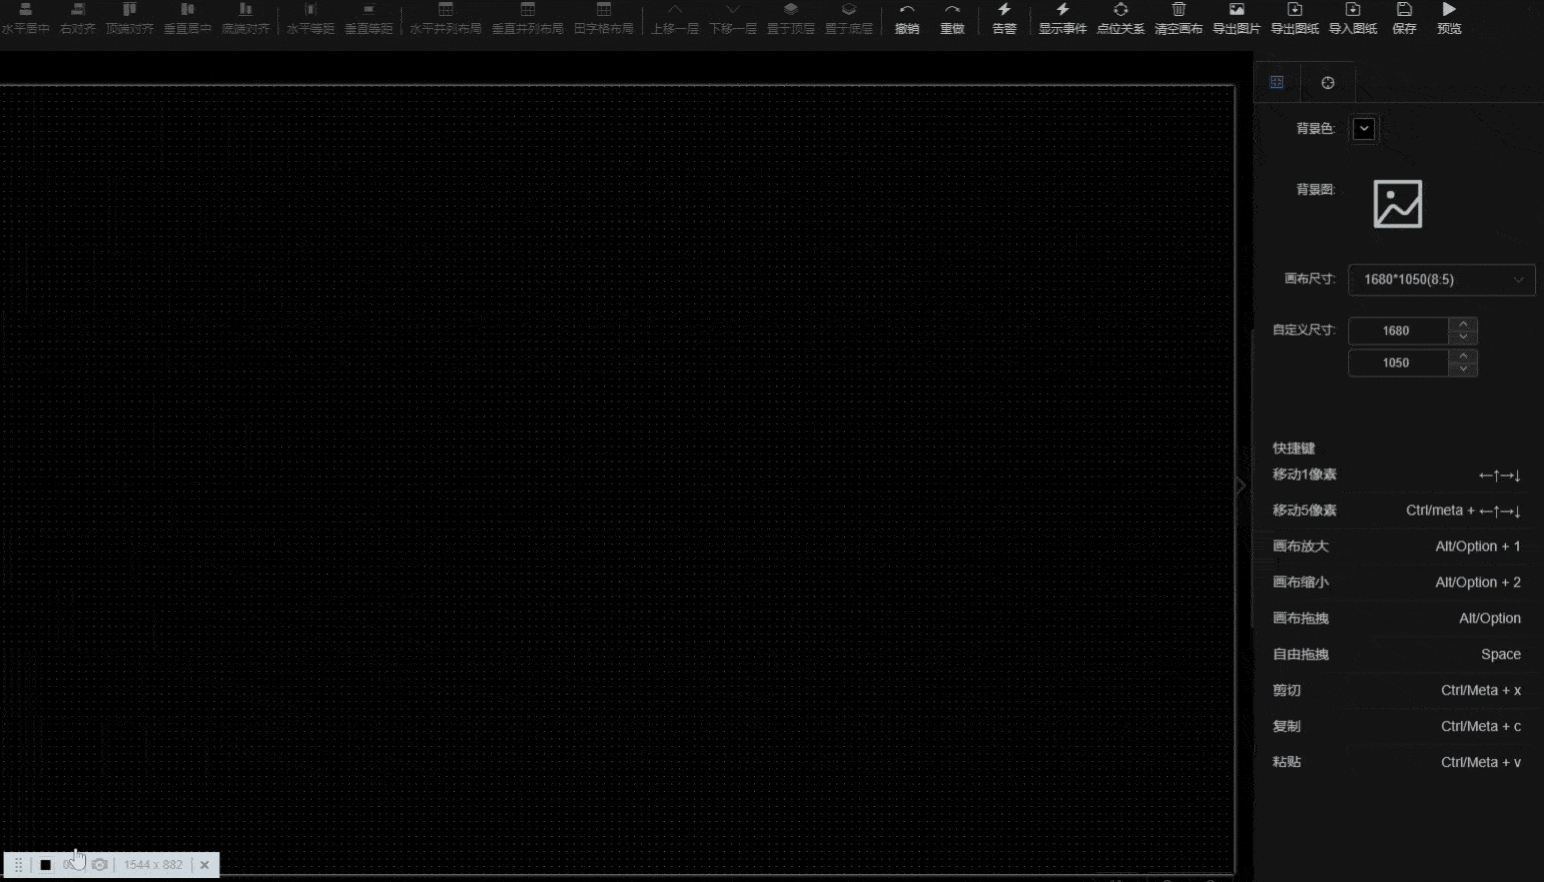 水平居中 右对齐 顶端对齐 垂直居中 底端对齐 水平等距 垂直等距 水平并列布局 垂直并列布局 田字格布局 上移一层 下移一层 置于顶层 置于底层 撤销 重做 告警 显示事件 点位关系 清空画布 导出图片 导出图纸 导入图纸 保存 预览
背景色:
背景图:
画布尺寸: 1680*1050(8:5)
自定义尺寸: 1680
1050
快捷键
移动1像素 ←↑→↓
移动5像素 Ctrl/meta + ←↑→↓
画布放大 Alt/Option + 1
画布缩小 Alt/Option + 2
画布拖拽 Alt/Option
自由拖拽 Space
剪切 Ctrl/Meta + x
复制 Ctrl/Meta + c
粘贴 Ctrl/Meta + v
1544 x 882